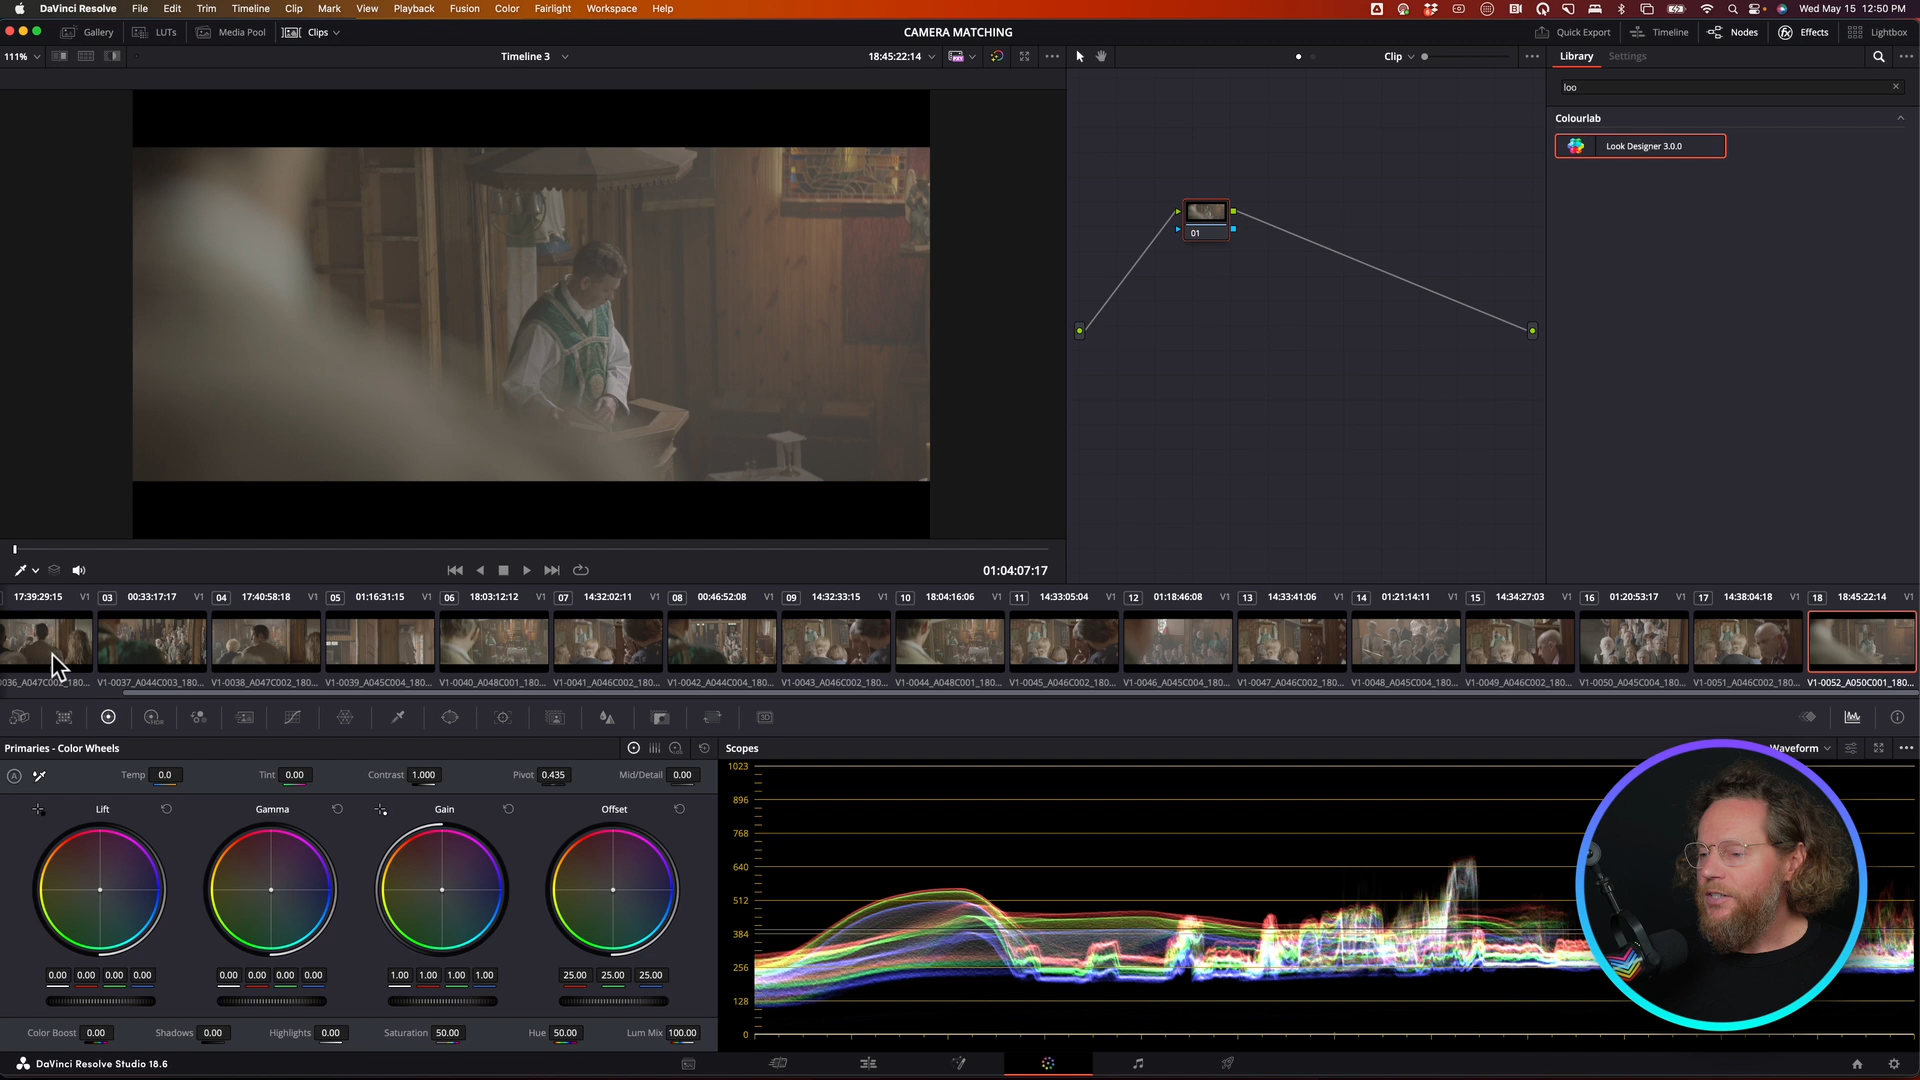 DaVinci Resolve File Edit Trim Timeline Clip Mark View Playback Fusion Color Fairlight Workspace Help Wed May 15 12:50 PM
Gallery LUTs Media Pool Clips CAMERA MATCHING Quick Export Timeline Nodes Effects Lightbox
111% Timeline 3 18:45:22:14 Clip Library Settings
loo
Colourlab
Look Designer 3.0.0
01
01:04:07:17
17:39:29:15 V1 03 00:33:17:17 V1 04 17:40:58:18 V1 05 01:16:31:15 V1 06 18:03:12:12 V1 07 14:32:02:11 V1 08 00:46:52:08 V1 09 14:32:33:15 V1 10 18:04:16:06 V1 11 14:33:05:04 V1 12 01:18:46:08 V1 13 14:33:41:06 V1 14 01:21:14:11 V1 15 14:34:27:03 V1 16 01:20:53:17 V1 17 14:38:04:18 V1 18 18:45:22:14 V1
0036_A047C002_180... V1-0037_A044C003_180... V1-0038_A047C002_180... V1-0039_A045C004_180... V1-0040_A048C001_180... V1-0041_A046C002_180... V1-0042_A044C004_180... V1-0043_A046C002_180... V1-0044_A048C001_180... V1-0045_A046C002_180... V1-0046_A045C004_180... V1-0047_A046C002_180... V1-0048_A045C004_180... V1-0049_A046C002_180... V1-0050_A045C004_180... V1-0051_A046C002_180... V1-0052_A050C001_180...
HDR 3D
Primaries - Color Wheels Scopes Waveform
A Temp 0.0 Tint 0.00 Contrast 1.000 Pivot 0.435 Mid/Detail 0.00
Lift Gamma Gain Offset
0.00 0.00 0.00 0.00 0.00 0.00 0.00 0.00 1.00 1.00 1.00 1.00 25.00 25.00 25.00
Color Boost 0.00 Shadows 0.00 Highlights 0.00 Saturation 50.00 Hue 50.00 Lum Mix 100.00
1023
896
768
640
512
384
256
128
0
DaVinci Resolve Studio 18.6